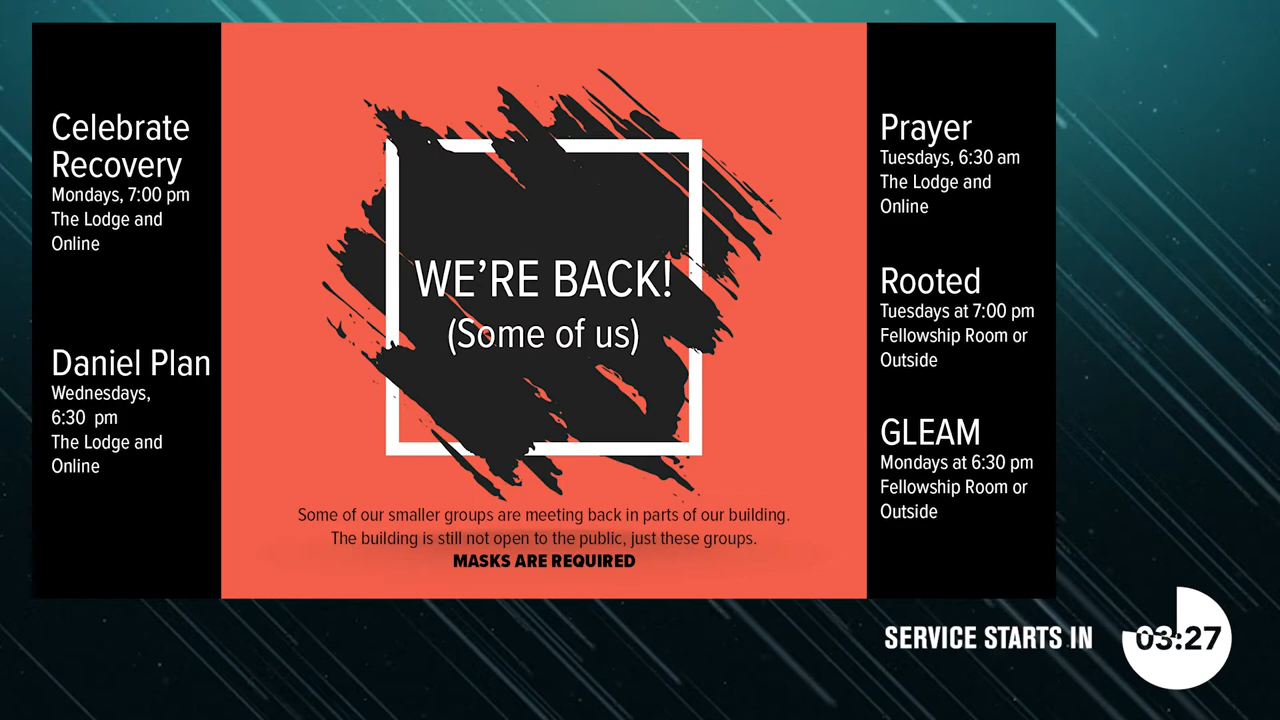 Celebrate
Recovery
Mondays, 7:00 pm
The Lodge and
Online
Daniel Plan
Wednesdays,
6:30 pm
The Lodge and
Online
WE’RE BACK!
(Some of us)
Some of our smaller groups are meeting back in parts of our building.
The building is still not open to the public, just these groups.
MASKS ARE REQUIRED
Prayer
Tuesdays, 6:30 am
The Lodge and
Online
Rooted
Tuesdays at 7:00 pm
Fellowship Room or
Outside
GLEAM
Mondays at 6:30 pm
Fellowship Room or
Outside
SERVICE STARTS IN 03:27